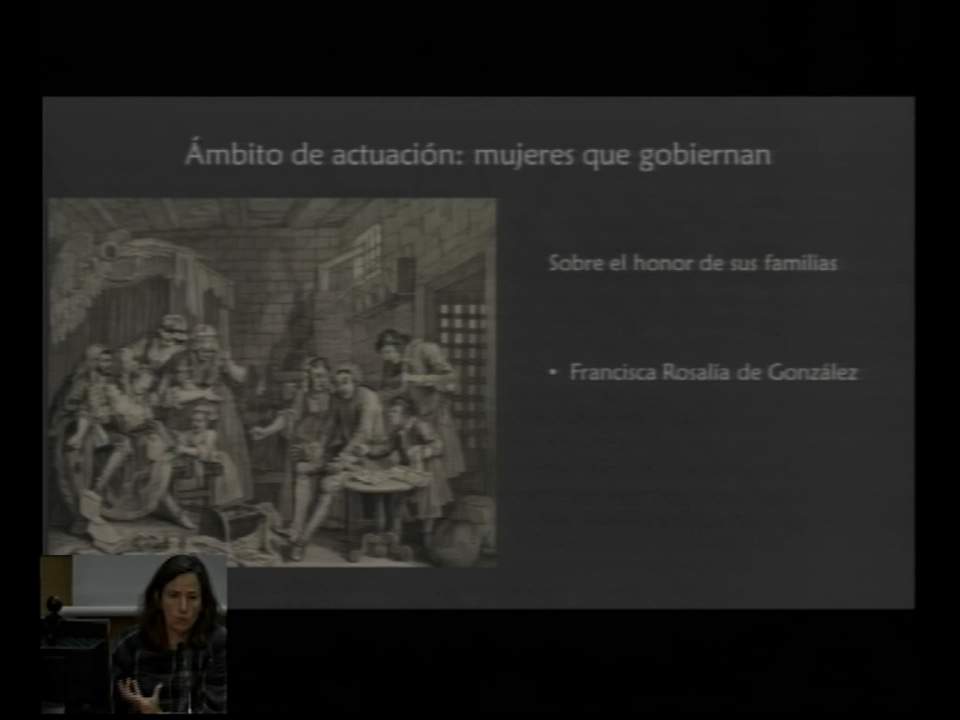 Ámbito de actuación: mujeres que gobiernan
Sobre el honor de sus familias
• Francisca Rosalía de González